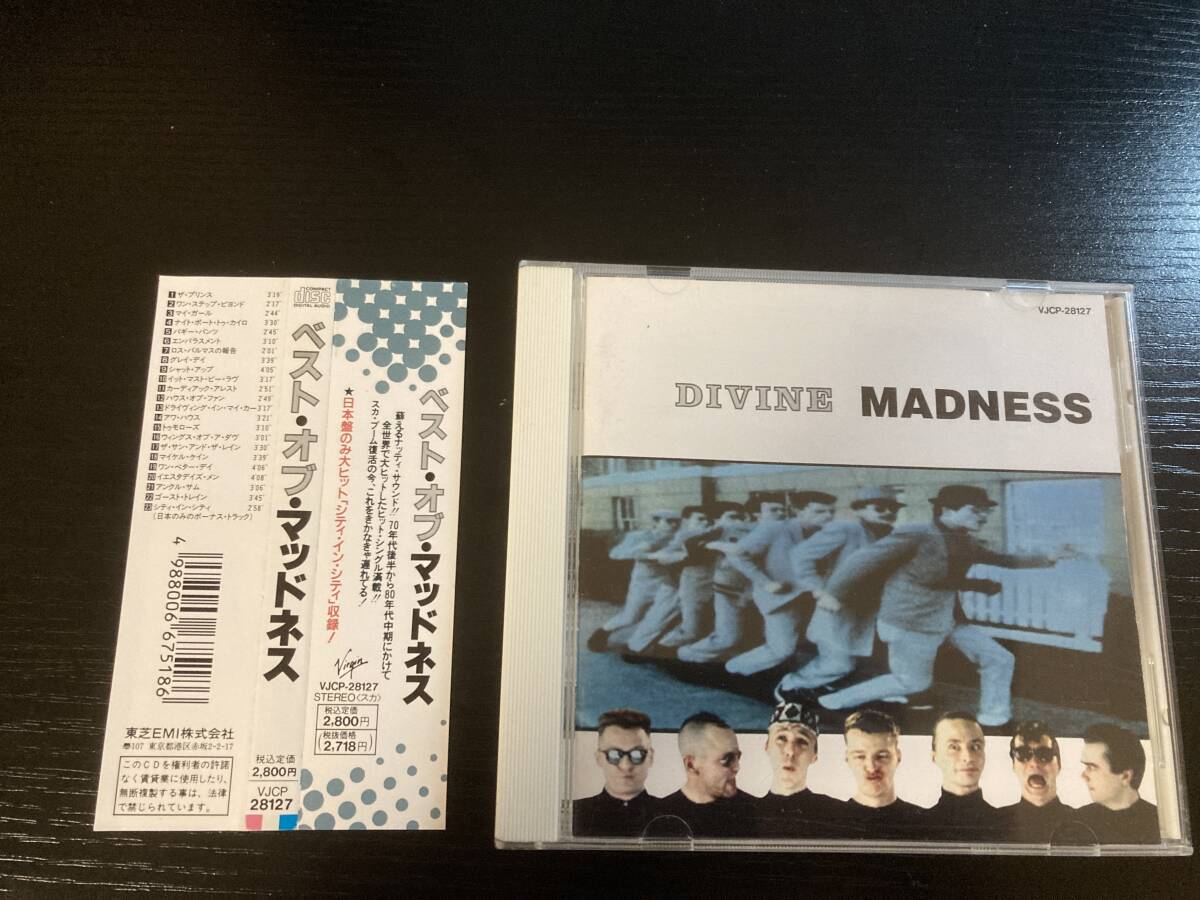 1 ザ・プリンス 3'19"
2 ワン・ステップ・ビヨンド 2'17"
3 マイ・ガール 2'44"
4 ナイト・ボート・トゥ・カイロ 3'30"
5 バギー・パンツ 2'45"
6 エンバラスメント 3'10"
7 ロス・パルマスの報告 2'01"
8 グレイ・デイ 3'39"
9 シャット・アップ 4'05"
10 イット・マスト・ビー・ラヴ 3'17"
11 カーディアック・アレスト 2'51"
12 ハウス・オブ・ファン 2'49"
13 ドライヴィング・イン・マイ・カー 3'17"
14 アワ・ハウス 3'21"
15 トゥモローズ 3'10"
16 ウィングス・オブ・ア・ダヴ 3'01"
17 ザ・サン・アンド・ザ・レイン 3'30"
18 マイケル・ケイン 3'39"
19 ワン・ベター・デイ 4'06"
20 イエスタデイズ・メン 4'08"
21 アンクル・サム 3'06"
22 ゴースト・トレイン 3'45"
23 シティ・イン・シティ 2'58"
(日本のみのボーナス・トラック)
4 988006 675186
東芝EMI株式会社
〠107 東京都港区赤坂2-2-17
このCDを権利者の許諾
なく賃貸業に使用したり、
無断複製する事は、法律
で禁じられています。
COMPACT
disc
DIGITAL AUDIO
ベスト・オブ・マッドネス
税込定価
2,800円
VJCP
28127
ベスト・オブ・マッドネス
蘇えるナッティ・サウンド!!'70年代後半から80年代中期にかけて
全世界で大ヒットしたヒット・シングル満載!!
スカ・ブーム復活の今、これをきかなきゃ遅れてる!
★日本盤のみ大ヒット「シティ・イン・シティ」収録!
Virgin
VJCP-28127
STEREO〈スカ〉
税込定価
2,800円
(税抜価格
2,718円)
VJCP-28127
DIVINE MADNESS